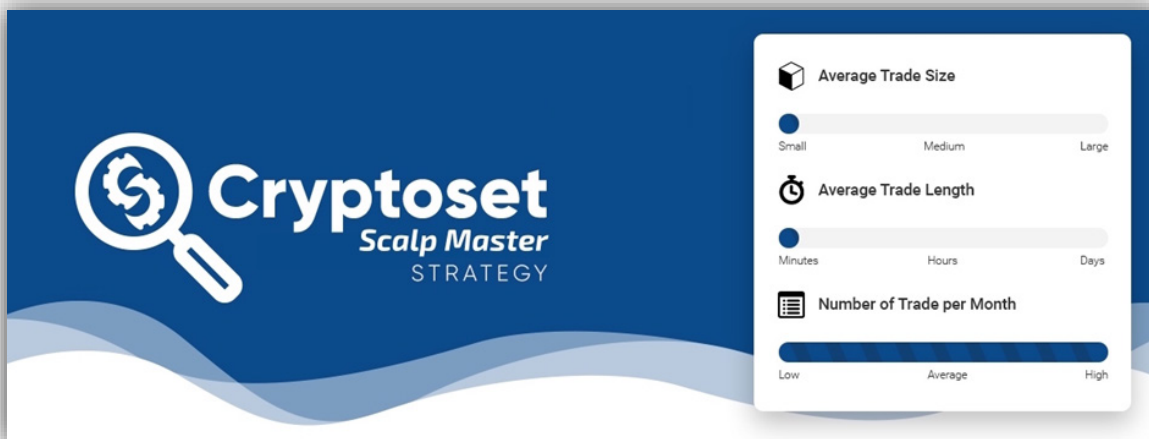 Cryptoset
Scalp Master
STRATEGY
Average Trade Size
Small Medium Large
Average Trade Length
Minutes Hours Days
Number of Trade per Month
Low Average High